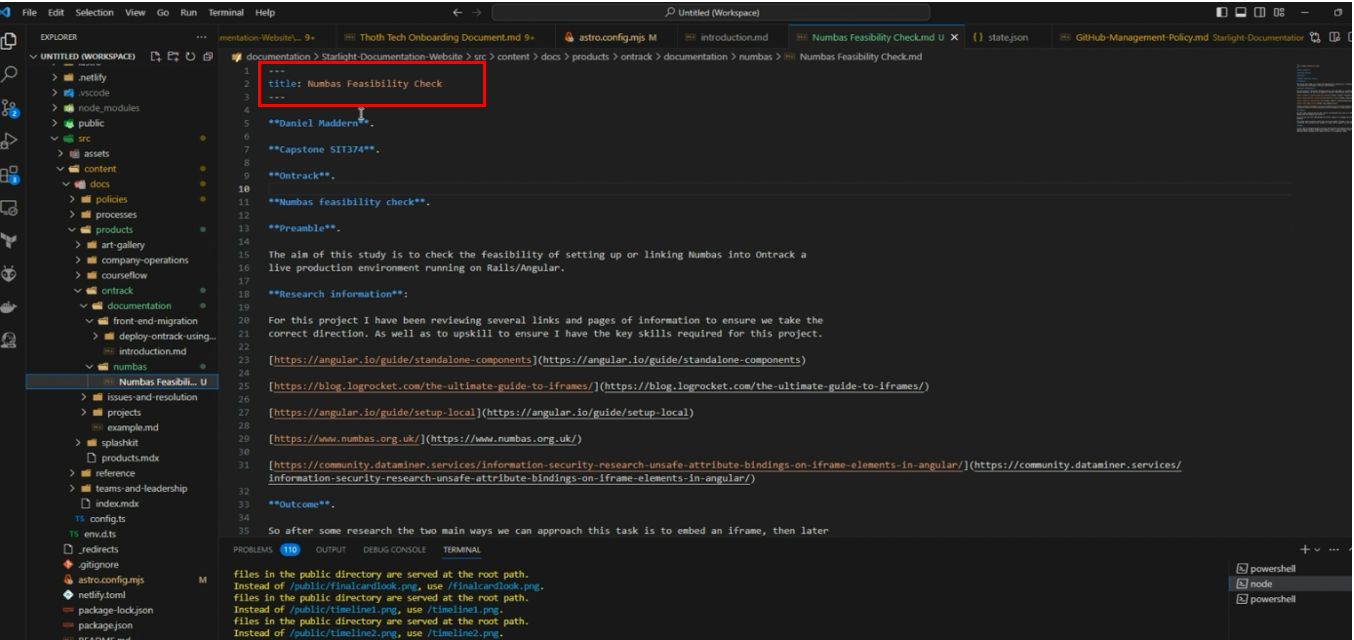 File Edit Selection View Go Run Terminal Help
Untitled (Workspace)
EXPLORER
mentation-Website\... 9+
Thoth Tech Onboarding Document.md 9+
astro.config.mjs M
introduction.md
Numbas Feasibility Check.md U
{} state.json
GitHub-Management-Policy.md Starlight-Documentation
UNTITLED (WORKSPACE)
documentation > Starlight-Documentation-Website > src > content > docs > products > ontrack > documentation > numbas > Numbas Feasibility Check.md
.netlify
.vscode
node_modules
public
src
assets
content
docs
policies
processes
products
art-gallery
company-operations
courseflow
ontrack
documentation
front-end-migration
deploy-ontrack-using...
introduction.md
numbas
Numbas Feasibili... U
issues-and-resolution
projects
example.md
splashkit
products.mdx
reference
teams-and-leadership
index.mdx
TS config.ts
TS env.d.ts
_redirects
.gitignore
astro.config.mjs M
netlify.toml
package-lock.json
package.json
README.md
1 ---
2 title: Numbas Feasibility Check
3 ---
4
5 **Daniel Maddern**.
6
7 **Capstone SIT374**.
8
9 **Ontrack**.
10
11 **Numbas feasibility check**.
12
13 **Preamble**.
14
15 The aim of this study is to check the feasibility of setting up or linking Numbas into Ontrack a
16 live production environment running on Rails/Angular.
17
18 **Research information**:
19
20 For this project I have been reviewing several links and pages of information to ensure we take the
21 correct direction. As well as to upskill to ensure I have the key skills required for this project.
22
23 [https://angular.io/guide/standalone-components](https://angular.io/guide/standalone-components)
24
25 [https://blog.logrocket.com/the-ultimate-guide-to-iframes/](https://blog.logrocket.com/the-ultimate-guide-to-iframes/)
26
27 [https://angular.io/guide/setup-local](https://angular.io/guide/setup-local)
28
29 [https://www.numbas.org.uk/](https://www.numbas.org.uk/)
30
31 [https://community.dataminer.services/information-security-research-unsafe-attribute-bindings-on-iframe-elements-in-angular/](https://community.dataminer.services/
information-security-research-unsafe-attribute-bindings-on-iframe-elements-in-angular/)
32
33 **Outcome**.
34
35 So after some research the two main ways we can approach this task is to embed an iframe, then later
PROBLEMS 110 OUTPUT DEBUG CONSOLE TERMINAL
files in the public directory are served at the root path.
Instead of /public/finalcardlook.png, use /finalcardlook.png.
files in the public directory are served at the root path.
Instead of /public/timeline1.png, use /timeline1.png.
files in the public directory are served at the root path.
Instead of /public/timeline2.png, use /timeline2.png.
powershell
node
powershell